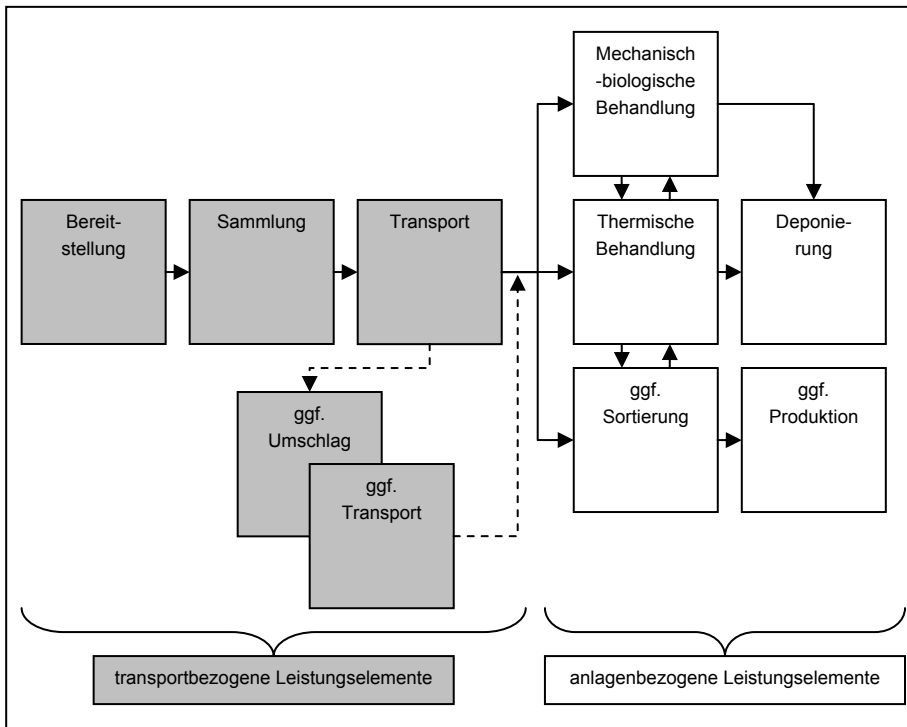 Mechanisch
-biologische
Behandlung
Bereit-
stellung
Sammlung
Transport
Thermische
Behandlung
Deponie-
rung
ggf.
Umschlag
ggf.
Transport
ggf.
Sortierung
ggf.
Produktion
transportbezogene Leistungselemente
anlagenbezogene Leistungselemente